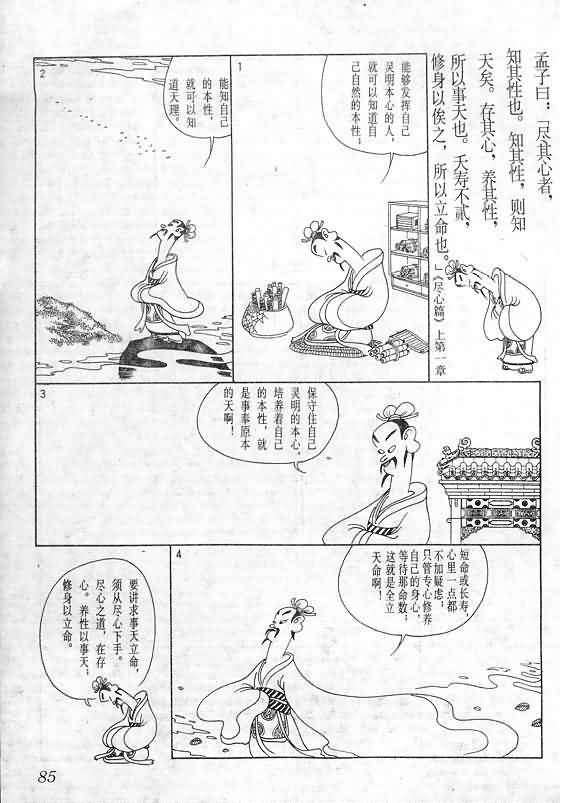 孟子曰：「尽其心者，
知其性也。知其性，则知
天矣。存其心，养其性，
所以事天也。夭寿不贰，
修身以俟之，所以立命也。」
《尽心篇》上第一章
1
能够发挥自己
灵明本心的人，
就可以知道自
己自然的本性；
2
能知自己
的本性，
就可以知
道天理。
3
保守住自己
灵明的本心，
培养着自己
的本性，就
是事奉原本
的天啊！
4
短命或长寿，
心里一点都
不加疑虑；
只管专心修养
自己的身心，
等待那命数；
这就是全立
天命啊！
要讲求事天立命，
须从尽心下手。
尽心之道，在存
心。养性以事天；
修身以立命。
85